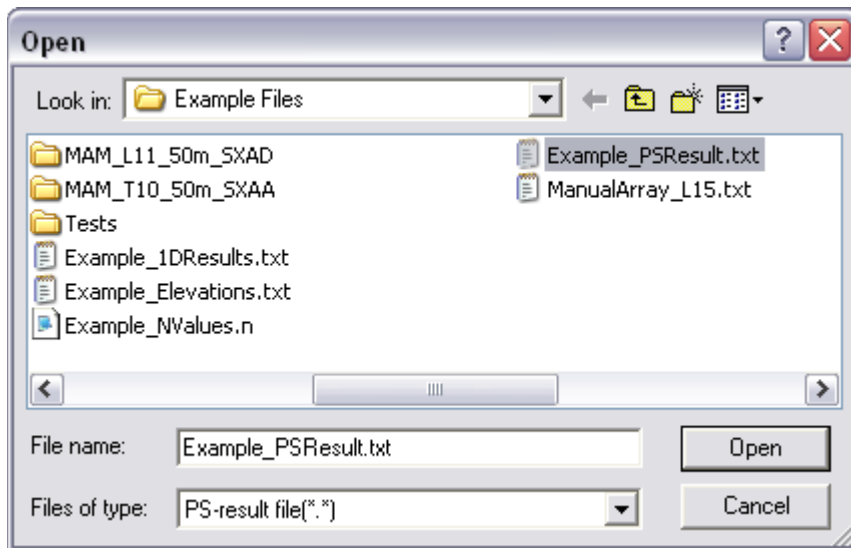 Open
Look in: Example Files
MAM_L11_50m_SXAD
MAM_T10_50m_SXAA
Tests
Example_1DResults.txt
Example_Elevations.txt
Example_NValues.n
Example_PSResult.txt
ManualArray_L15.txt
File name: Example_PSResult.txt Open
Files of type: PS-result file(*.*) Cancel